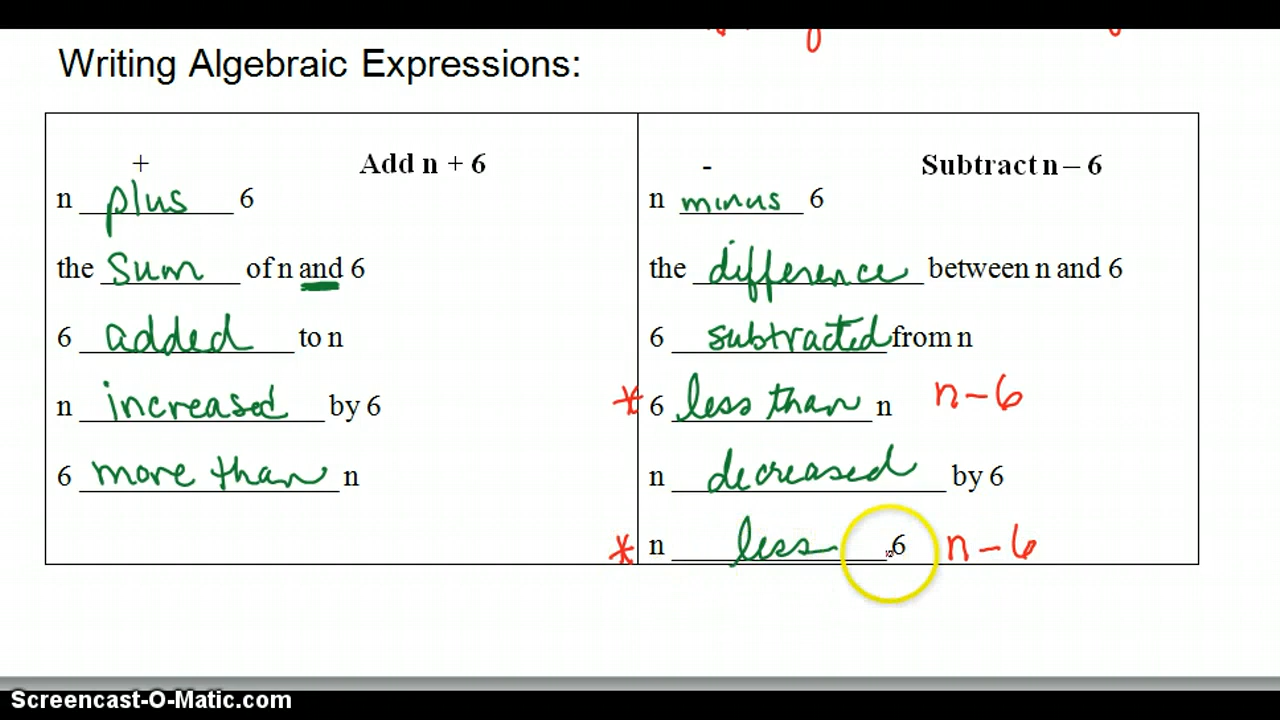 Writing Algebraic Expressions:
+ Add n + 6
n plus 6
the sum of n and 6
6 added to n
n increased by 6
6 more than n
- Subtract n – 6
n minus 6
the difference between n and 6
6 subtracted from n
* 6 less than n n – 6
n decreased by 6
* n less 6 n – 6
Screencast-O-Matic.com